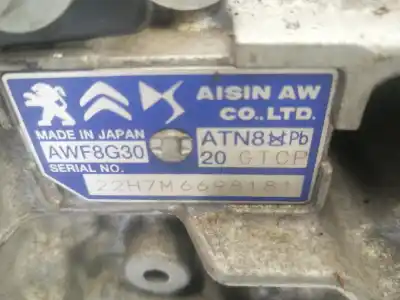 AISIN AW
CO.,LTD.
MADE IN JAPAN
AWF8G30
ATN8 Pb
20 GTCP
SERIAL NO.
22H7M6698181